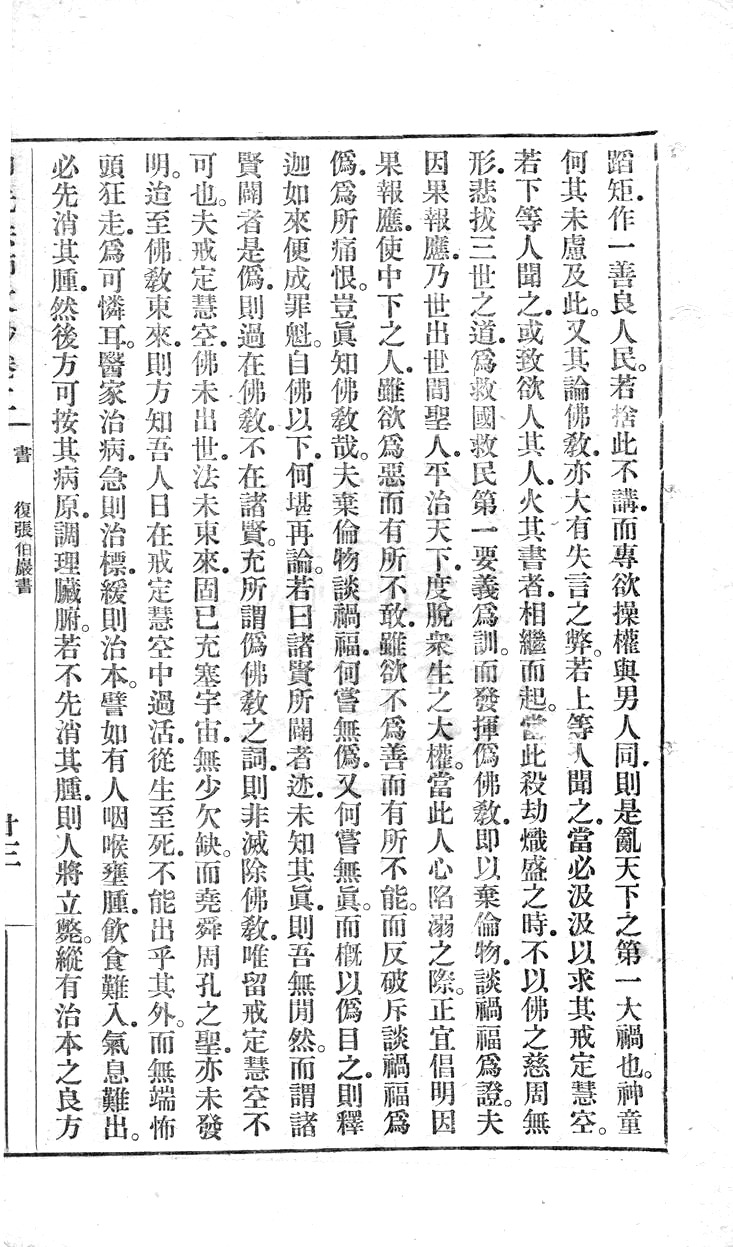 蹈矩.作一善良人民。若捨此不講.而專欲操權與男人同.則是亂天下之第一大禍也。神童
何其未慮及此。又其論佛敎.亦大有失言之弊。若上等人聞之.當必汲汲以求其戒定慧空。
若下等人聞之.或致欲人其人.火其書者.相繼而起。當此殺劫熾盛之時.不以佛之慈周無
形.悲拔三世之道.爲救國救民第一要義爲訓。而發揮僞佛敎.卽以棄倫物.談禍福爲證。夫
因果報應.乃世出世間聖人.平治天下.度脫衆生之大權。當此人心陷溺之際。正宜倡明因
果報應.使中下之人.雖欲爲惡而有所不敢.雖欲不爲善而有所不能。而反破斥談禍福爲
僞.爲所痛恨。豈眞知佛敎哉。夫棄倫物談禍福.何嘗無僞.又何嘗無眞。而槪以僞目之.則釋
迦如來便成罪魁。自佛以下.何堪再論。若曰諸賢所闢者迹.未知其眞.則吾無閒然。而謂諸
賢闢者是僞.則過在佛敎.不在諸賢。充所謂僞佛敎之詞.則非滅除佛敎.唯留戒定慧空不
可也。夫戒定慧空.佛未出世.法未東來.固已充塞宇宙.無少欠缺。而堯舜周孔之聖.亦未發
明。迨至佛敎東來.則方知吾人日在戒定慧空中過活.從生至死.不能出乎其外。而無端怖
頭狂走.爲可憐耳。醫家治病.急則治標.緩則治本。譬如有人咽喉壅腫.飮食難入.氣息難出。
必先消其腫.然後方可按其病原.調理臟腑。若不先消其腫.則人將立斃。縱有治本之良方
書 復張伯巖書
廿三